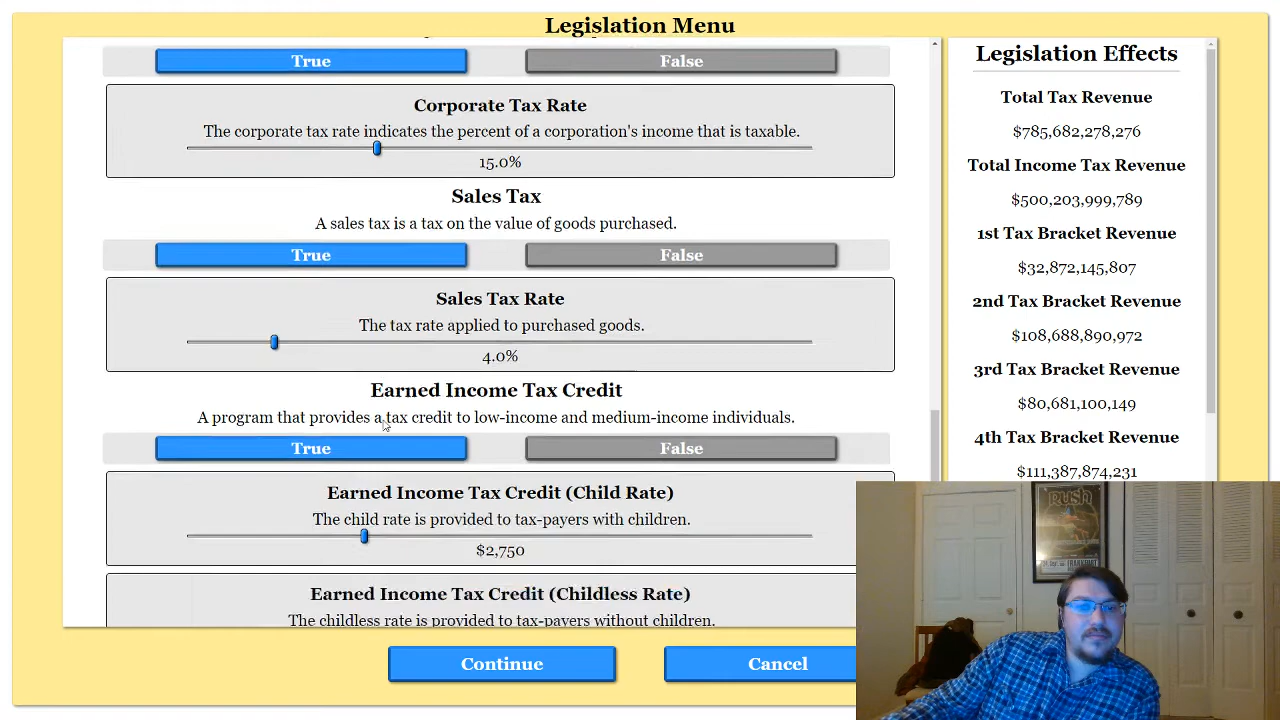 Legislation Menu
True
False
Corporate Tax Rate
The corporate tax rate indicates the percent of a corporation's income that is taxable.
15.0%
Sales Tax
A sales tax is a tax on the value of goods purchased.
True
False
Sales Tax Rate
The tax rate applied to purchased goods.
4.0%
Earned Income Tax Credit
A program that provides a tax credit to low-income and medium-income individuals.
True
False
Earned Income Tax Credit (Child Rate)
The child rate is provided to tax-payers with children.
$2,750
Earned Income Tax Credit (Childless Rate)
The childless rate is provided to tax-payers without children.
Continue
Cancel
Legislation Effects
Total Tax Revenue
$785,682,278,276
Total Income Tax Revenue
$500,203,999,789
1st Tax Bracket Revenue
$32,872,145,807
2nd Tax Bracket Revenue
$108,688,890,972
3rd Tax Bracket Revenue
$80,681,100,149
4th Tax Bracket Revenue
$111,387,874,231
RUSH